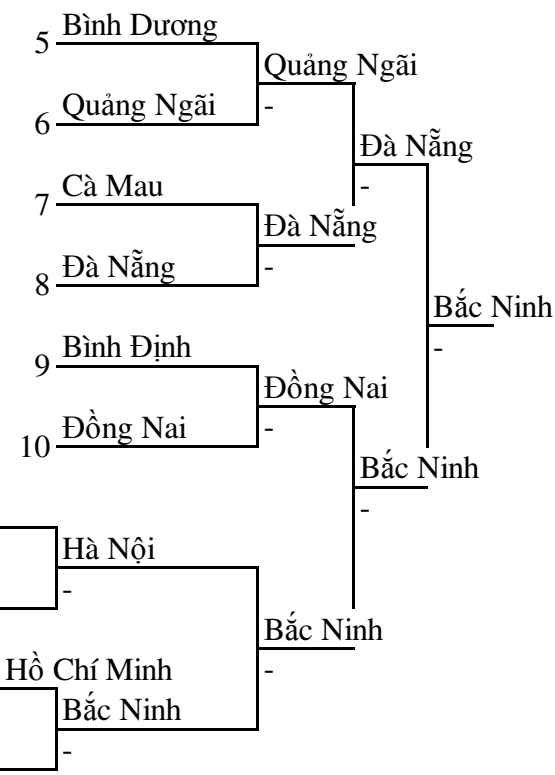 Bình Dương
5
Quảng Ngãi
-
Quảng Ngãi
6
Đà Nẵng
-
Cà Mau
7
Đà Nẵng
-
Đà Nẵng
8
Bắc Ninh
-
Bình Định
9
Đồng Nai
-
Đồng Nai
10
Bắc Ninh
-
Hà Nội
-
Bắc Ninh
-
Hồ Chí Minh
Bắc Ninh
-